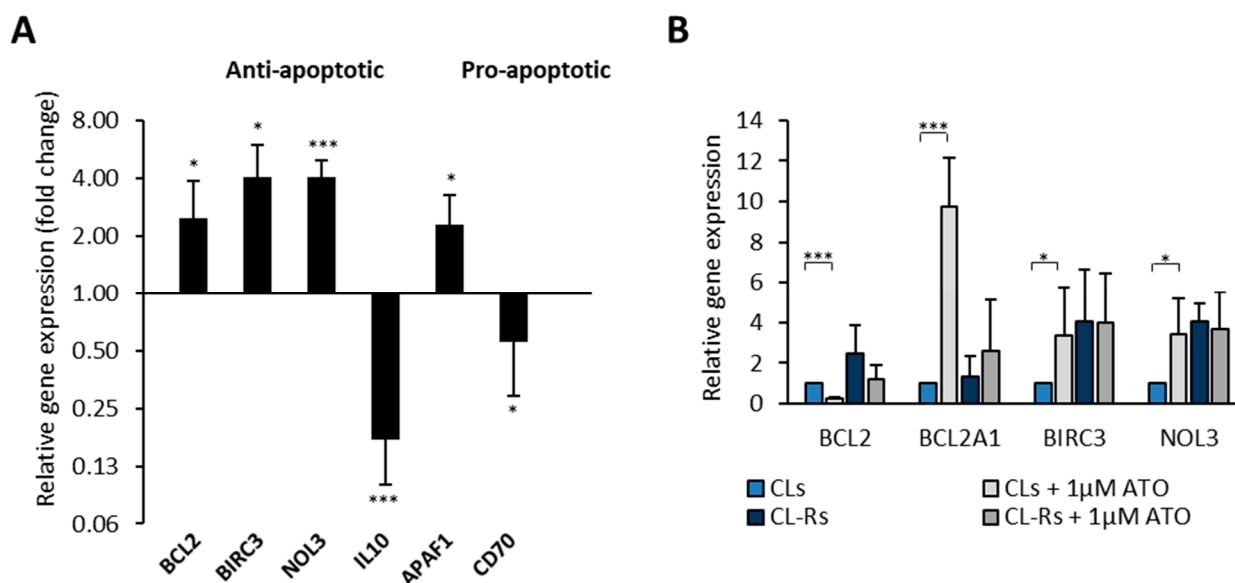 A
Anti-apoptotic
Pro-apoptotic
Relative gene expression (fold change)
8.00
4.00
2.00
1.00
0.50
0.25
0.13
0.06
*
*
***
***
*
*
BCL2
BIRC3
NOL3
IL10
APAF1
CD70
B
Relative gene expression
14
12
10
8
6
4
2
0
***
***
*
*
BCL2
BCL2A1
BIRC3
NOL3
CLs
CLs + 1µM ATO
CL-Rs
CL-Rs + 1µM ATO